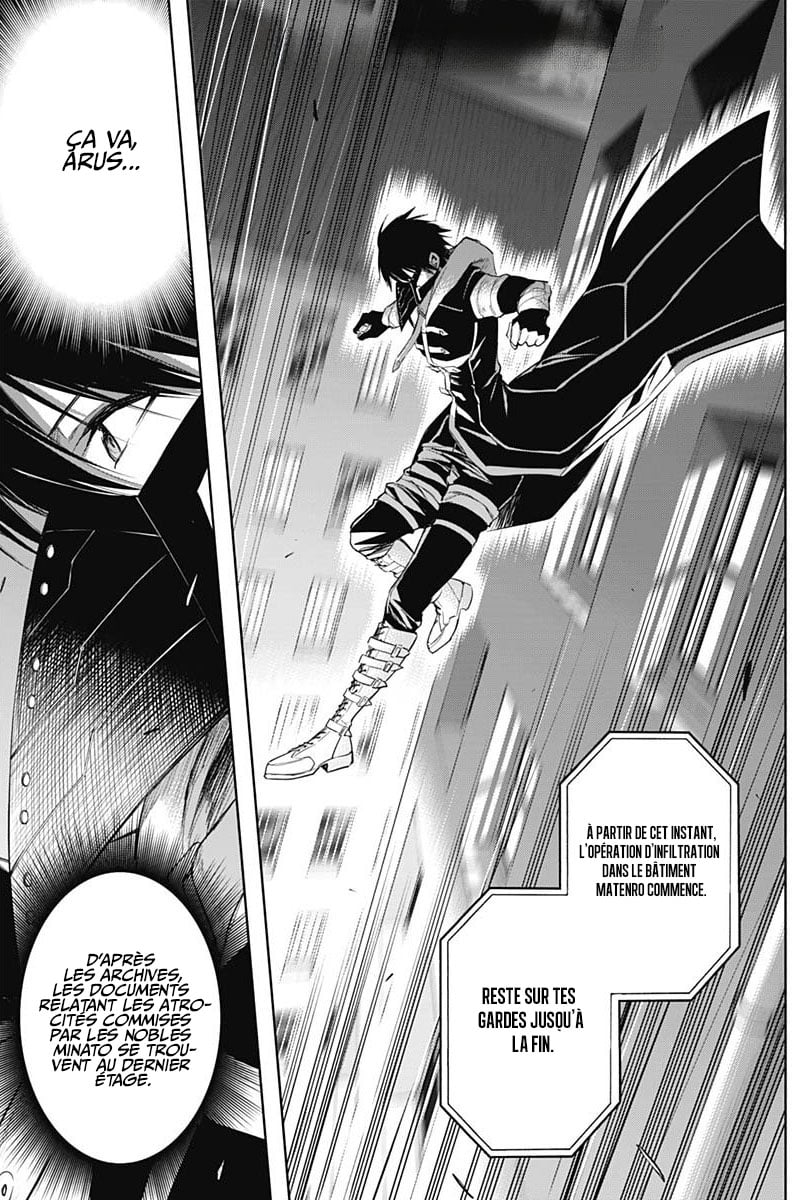 À PARTIR DE CET INSTANT,
L'OPÉRATION D'INFILTRATION
DANS LE BÂTIMENT
MATENRO COMMENCE.
RESTE SUR TES
GARDES JUSQU'À
LA FIN.
ÇA VA,
ARUS...
D'APRÈS
LES ARCHIVES,
LES DOCUMENTS
RELATANT LES ATRO-
CITÉS COMMISES
PAR LES NOBLES
MINATO SE TROU-
VENT AU DERNIER
ÉTAGE.